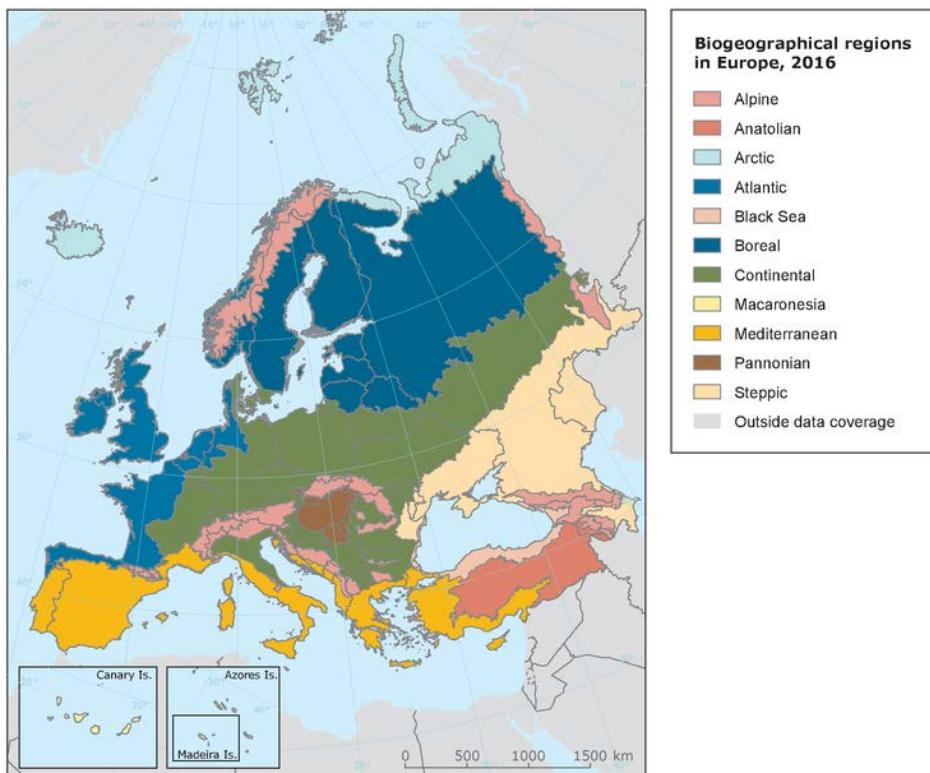 Biogeographical regions
in Europe, 2016
Alpine
Anatolian
Arctic
Atlantic
Black Sea
Boreal
Continental
Macaronesia
Mediterranean
Pannonian
Steppic
Outside data coverage
Canary Is.
Azores Is.
Madeira Is.
0 500 1000 1500 km